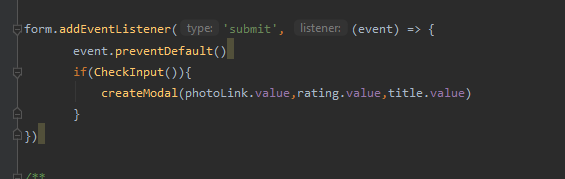 form.addEventListener( type: 'submit', listener: (event) => {
event.preventDefault()
if(CheckInput()){
createModal(photoLink.value,rating.value,title.value)
}
})
/**